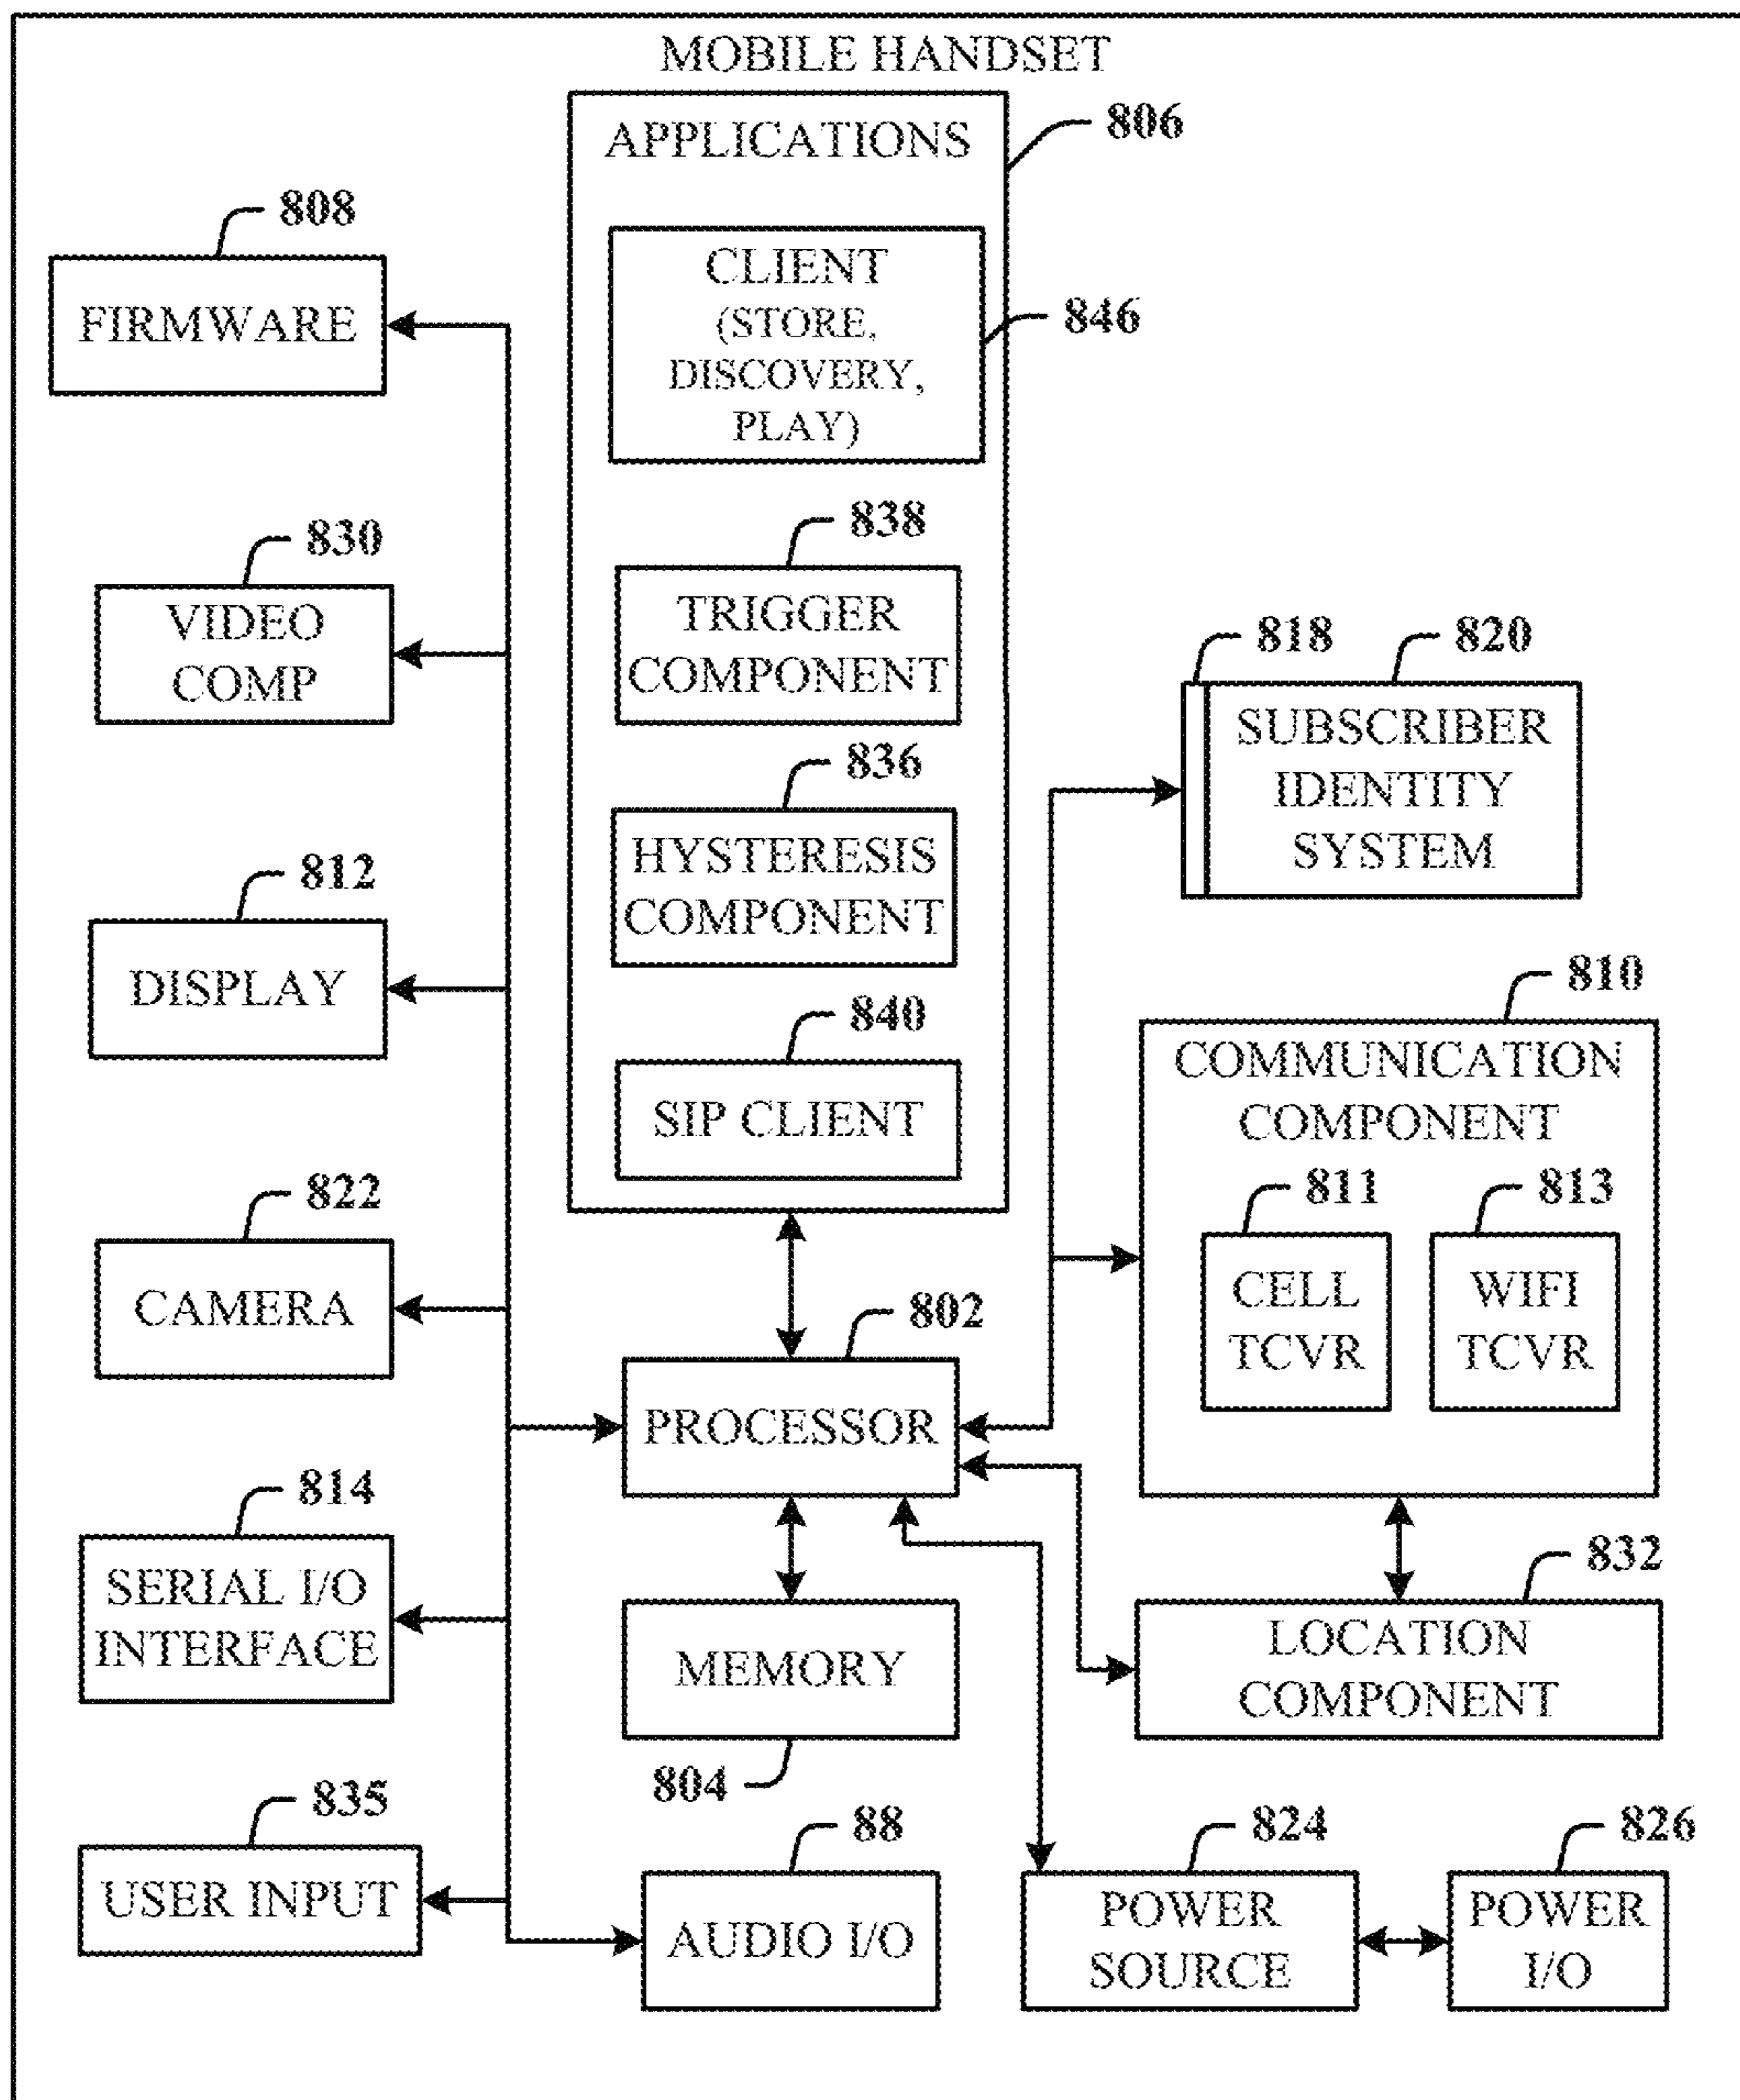 MOBILE HANDSET
APPLICATIONS
806
808
FIRMWARE
CLIENT
(STORE,
DISCOVERY,
PLAY)
846
830
VIDEO
COMP
838
TRIGGER
COMPONENT
818
820
SUBSCRIBER
IDENTITY
SYSTEM
836
HYSTERESIS
COMPONENT
812
DISPLAY
840
SIP CLIENT
810
COMMUNICATION
COMPONENT
811
CELL
TCVR
813
WIFI
TCVR
822
CAMERA
802
PROCESSOR
814
SERIAL I/O
INTERFACE
MEMORY
804
832
LOCATION
COMPONENT
835
USER INPUT
88
AUDIO I/O
824
POWER
SOURCE
826
POWER
I/O